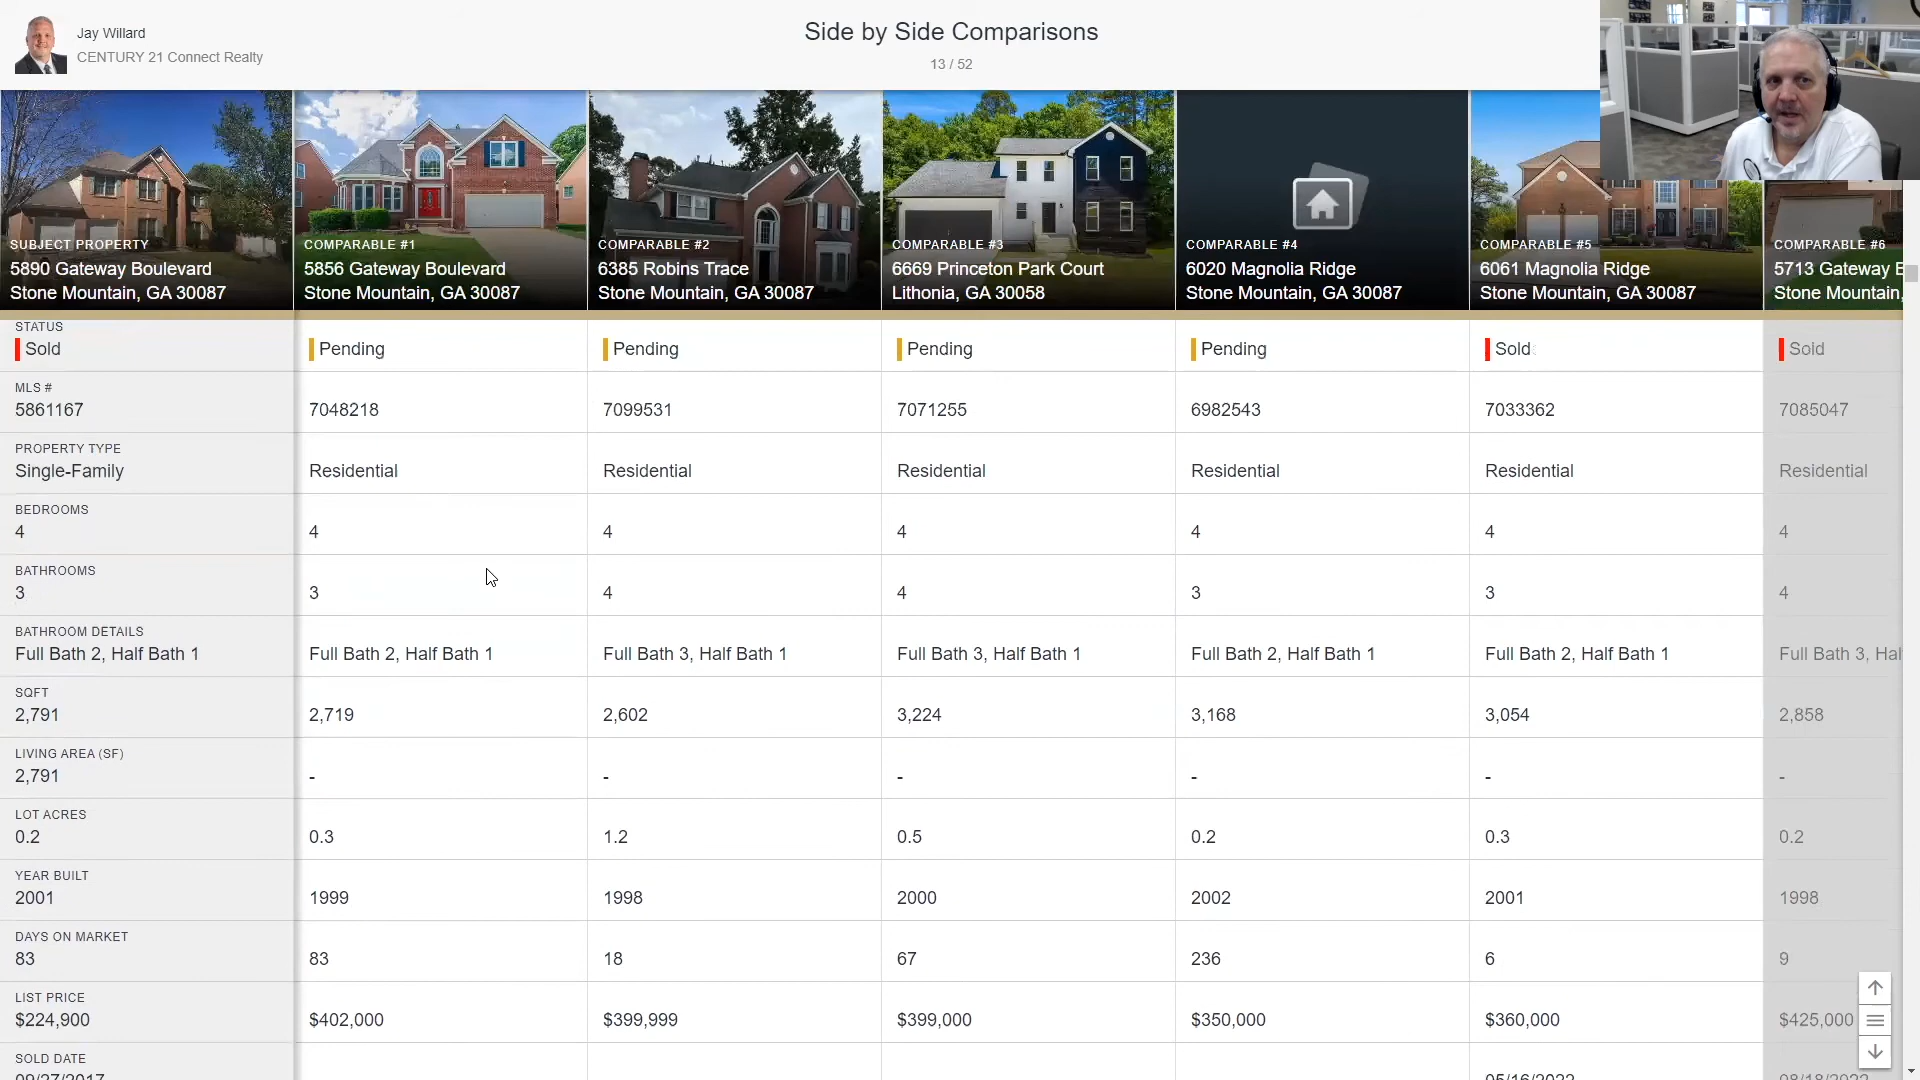 Jay Willard
CENTURY 21 Connect Realty
Side by Side Comparisons
13 / 52
SUBJECT PROPERTY
5890 Gateway Boulevard
Stone Mountain, GA 30087
COMPARABLE #1
5856 Gateway Boulevard
Stone Mountain, GA 30087
COMPARABLE #2
6385 Robins Trace
Stone Mountain, GA 30087
COMPARABLE #3
6669 Princeton Park Court
Lithonia, GA 30058
COMPARABLE #4
6020 Magnolia Ridge
Stone Mountain, GA 30087
COMPARABLE #5
6061 Magnolia Ridge
Stone Mountain, GA 30087
COMPARABLE #6
5713 Gateway
Stone Mountain,
STATUS
Sold Pending Pending Pending Pending Sold Sold
MLS #
5861167 7048218 7099531 7071255 6982543 7033362 7085047
PROPERTY TYPE
Single-Family Residential Residential Residential Residential Residential Residential
BEDROOMS
4 4 4 4 4 4 4
BATHROOMS
3 3 4 4 3 3 4
BATHROOM DETAILS
Full Bath 2, Half Bath 1 Full Bath 2, Half Bath 1 Full Bath 3, Half Bath 1 Full Bath 3, Half Bath 1 Full Bath 2, Half Bath 1 Full Bath 2, Half Bath 1 Full Bath 3, Hal
SQFT
2,791 2,719 2,602 3,224 3,168 3,054 2,858
LIVING AREA (SF)
2,791 - - - - - -
LOT ACRES
0.2 0.3 1.2 0.5 0.2 0.3 0.2
YEAR BUILT
2001 1999 1998 2000 2002 2001 1998
DAYS ON MARKET
83 83 18 67 236 6 9
LIST PRICE
$224,900 $402,000 $399,999 $399,000 $350,000 $360,000 $425,000
SOLD DATE